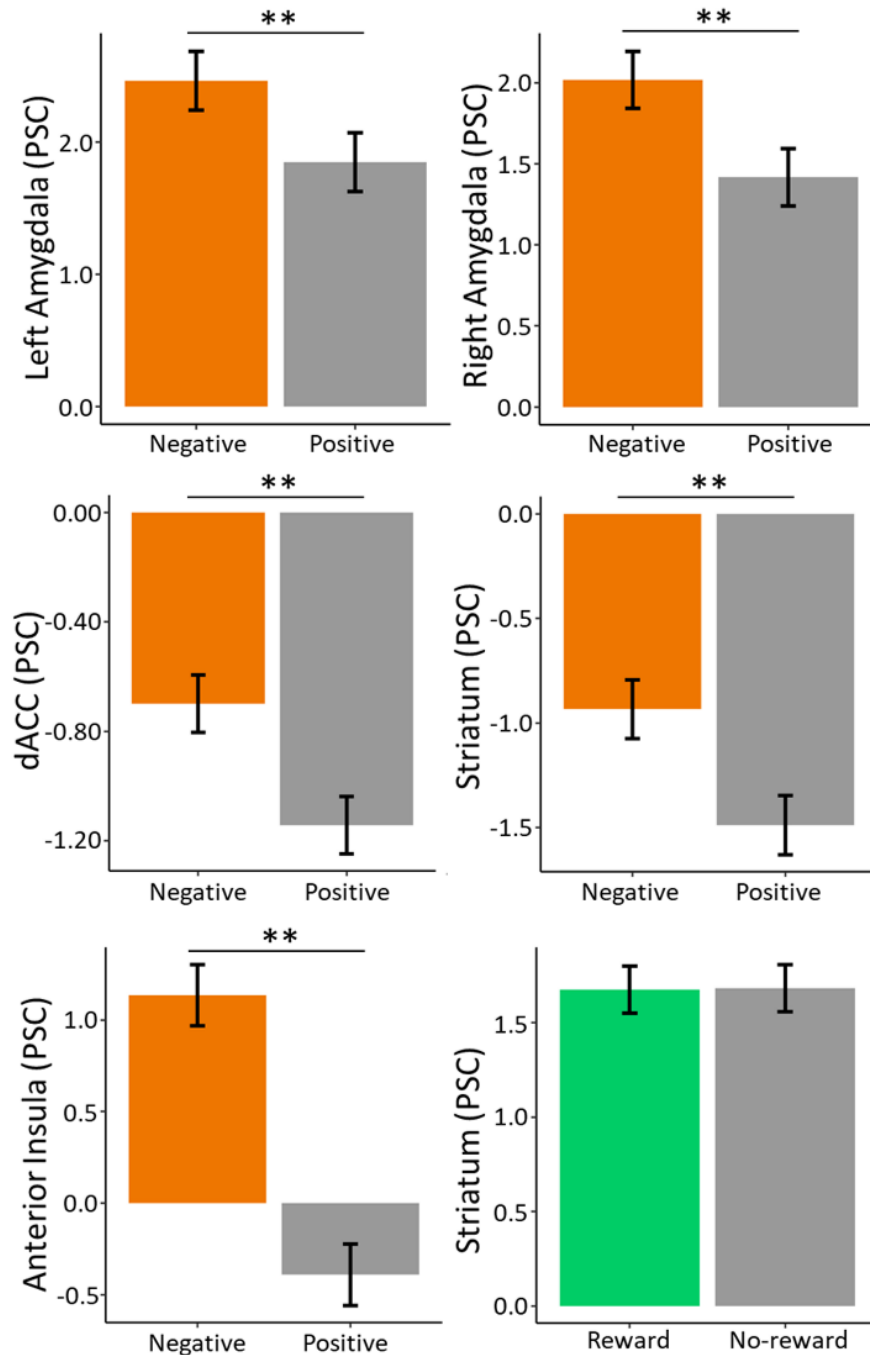 **
Left Amygdala (PSC)
2.0
1.0
0.0
Negative Positive
**
Right Amygdala (PSC)
2.0
1.5
1.0
0.5
0.0
Negative Positive
**
dACC (PSC)
0.00
-0.40
-0.80
-1.20
Negative Positive
**
Striatum (PSC)
0.0
-0.5
-1.0
-1.5
Negative Positive
**
Anterior Insula (PSC)
1.0
0.5
0.0
-0.5
Negative Positive
Striatum (PSC)
1.5
1.0
0.5
0.0
Reward No-reward